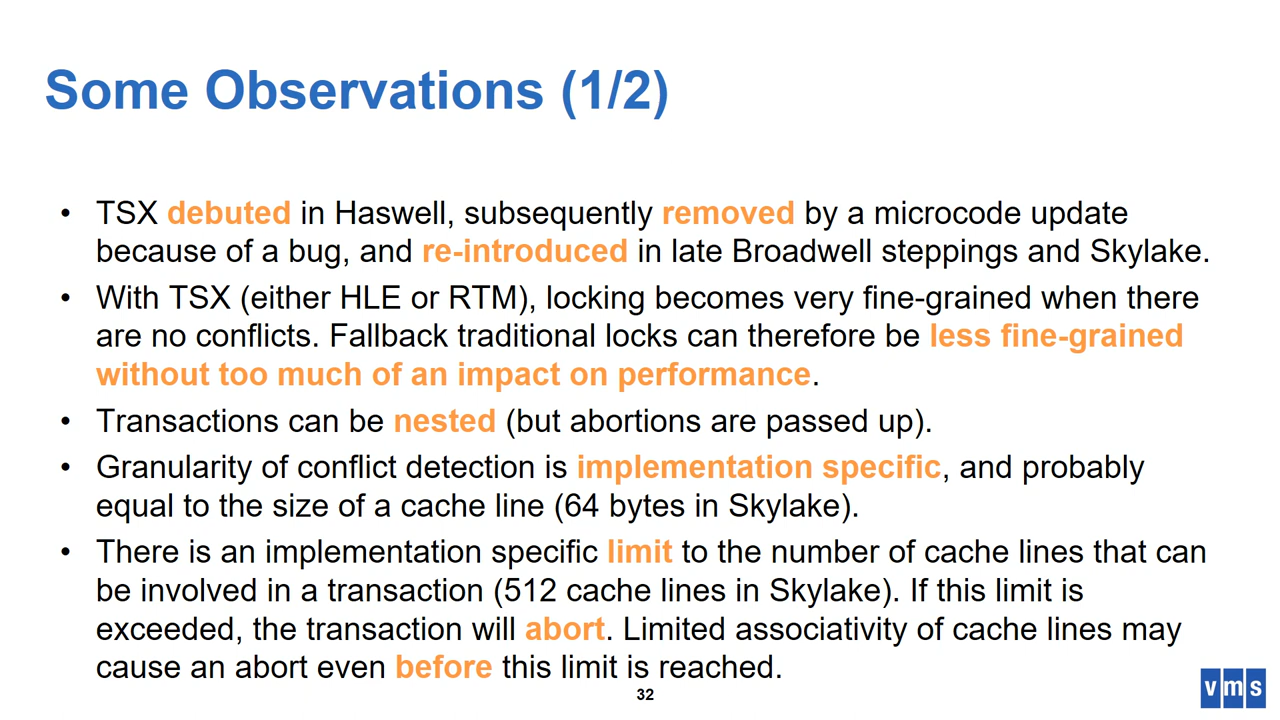 Some Observations (1/2)
• TSX debuted in Haswell, subsequently removed by a microcode update
because of a bug, and re-introduced in late Broadwell steppings and Skylake.
• With TSX (either HLE or RTM), locking becomes very fine-grained when there
are no conflicts. Fallback traditional locks can therefore be less fine-grained
without too much of an impact on performance.
• Transactions can be nested (but abortions are passed up).
• Granularity of conflict detection is implementation specific, and probably
equal to the size of a cache line (64 bytes in Skylake).
• There is an implementation specific limit to the number of cache lines that can
be involved in a transaction (512 cache lines in Skylake). If this limit is
exceeded, the transaction will abort. Limited associativity of cache lines may
cause an abort even before this limit is reached.
32
vms